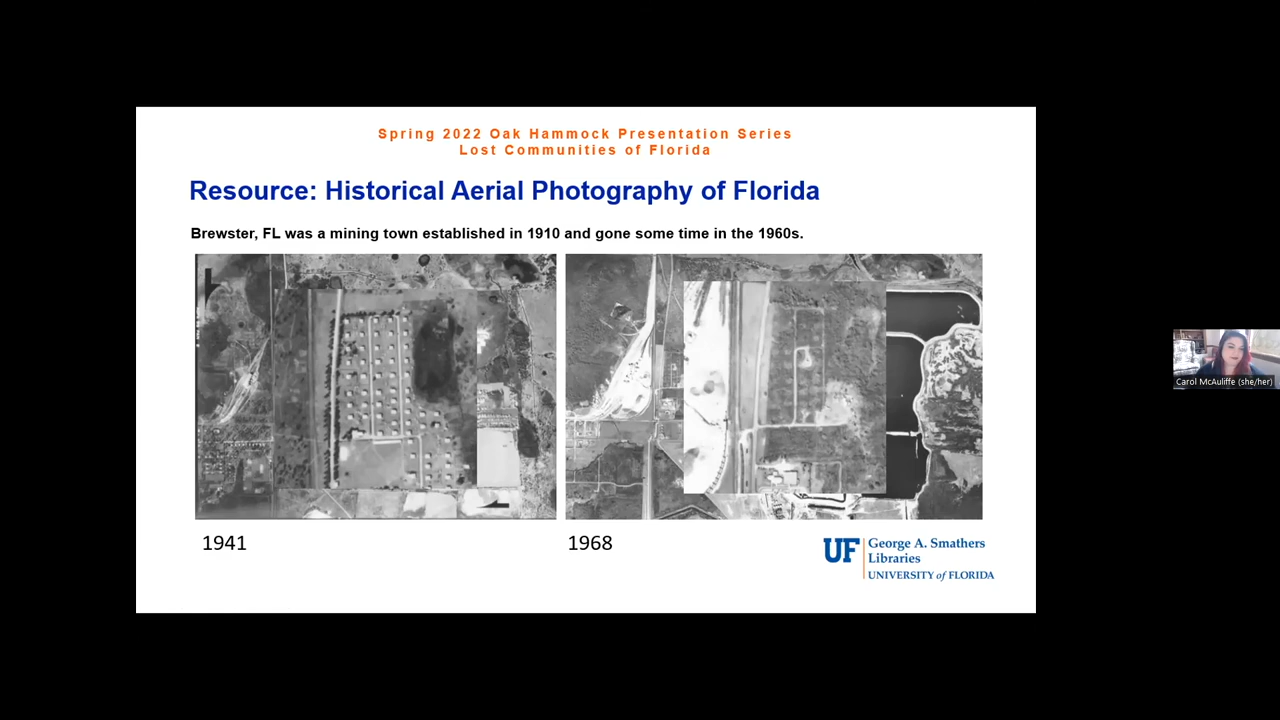 Spring 2022 Oak Hammock Presentation Series
Lost Communities of Florida
Resource: Historical Aerial Photography of Florida
Brewster, FL was a mining town established in 1910 and gone some time in the 1960s.
1941
1968
UF
George A. Smathers
Libraries
UNIVERSITY of FLORIDA
Carol McAuliffe (she/her)